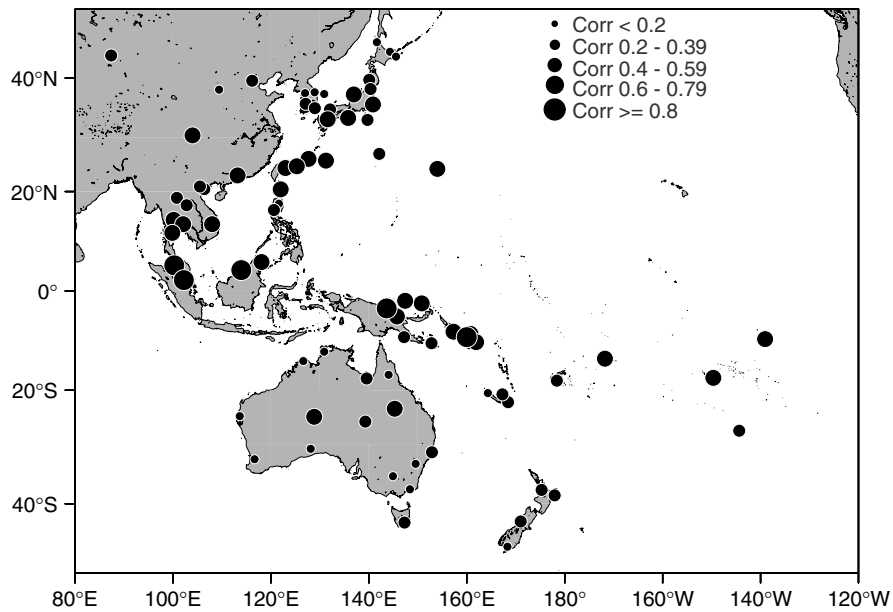 Corr < 0.2
Corr 0.2 - 0.39
Corr 0.4 - 0.59
Corr 0.6 - 0.79
Corr >= 0.8
40°N
20°N
0°
20°S
40°S
80°E 100°E 120°E 140°E 160°E 180° 160°W 140°W 120°W